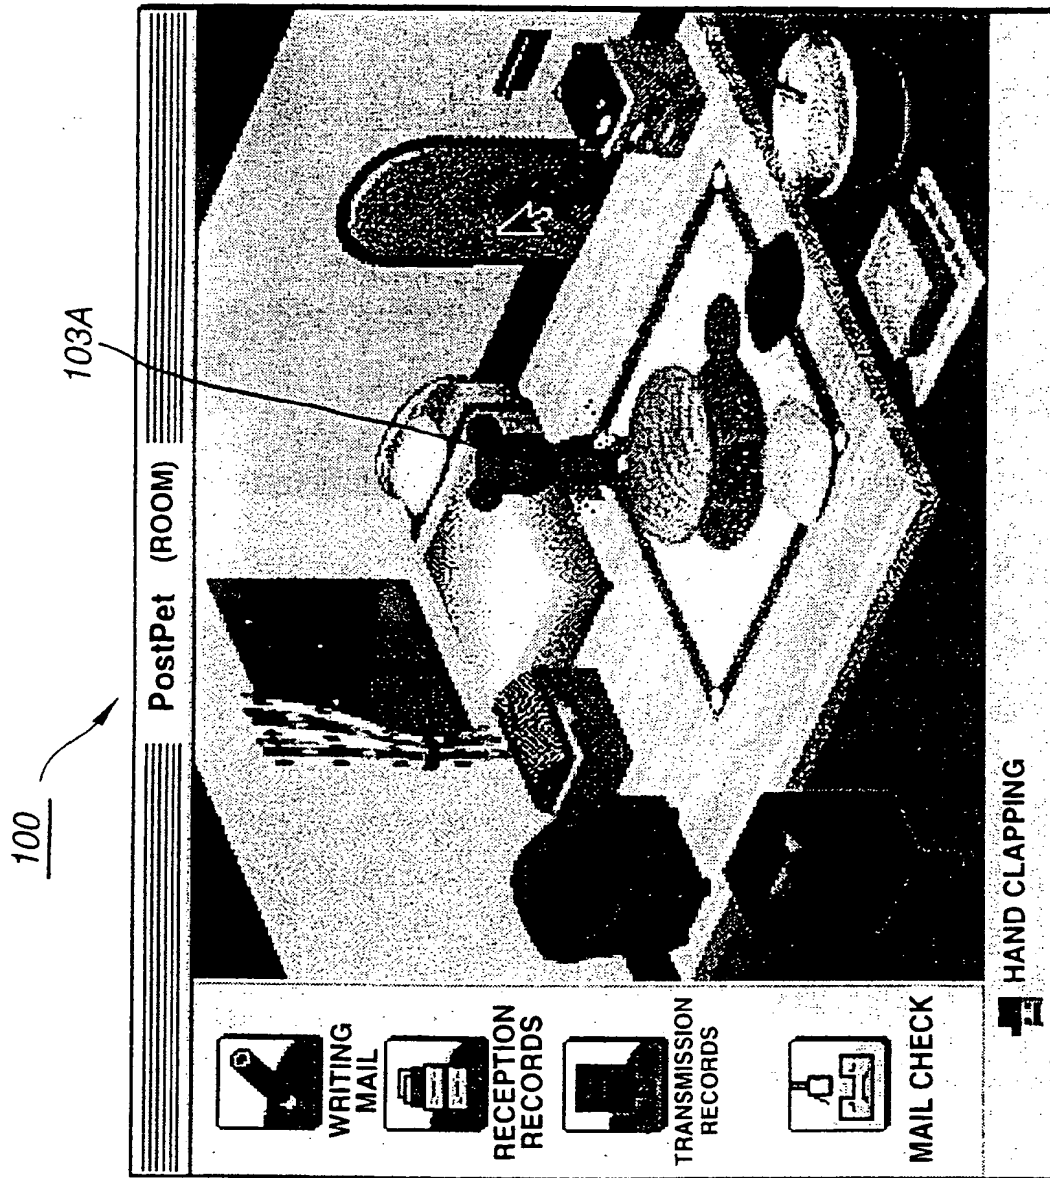 100
PostPet (ROOM)
103A
WRITING
MAIL
RECEPTION
RECORDS
TRANSMISSION
RECORDS
MAIL CHECK
HAND CLAPPING